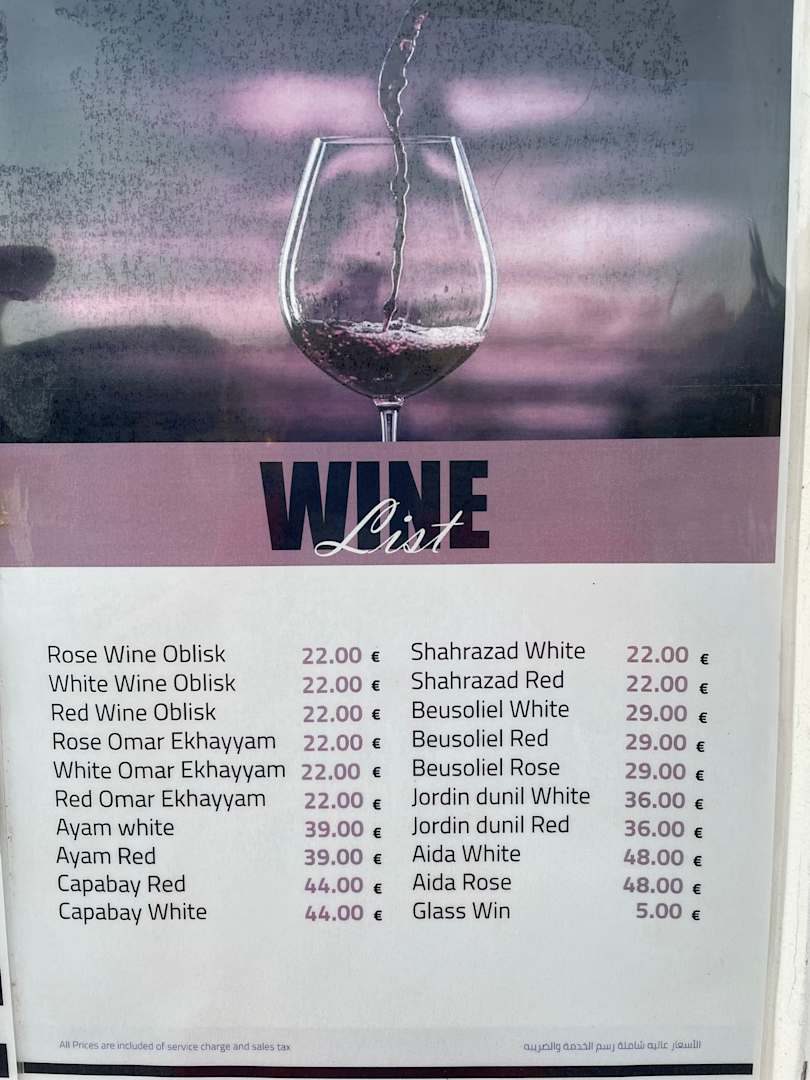 WINE
List
Rose Wine Oblisk 22.00 €
White Wine Oblisk 22.00 €
Red Wine Oblisk 22.00 €
Rose Omar Ekhayyam 22.00 €
White Omar Ekhayyam 22.00 €
Red Omar Ekhayyam 22.00 €
Ayam white 39.00 €
Ayam Red 39.00 €
Capabay Red 44.00 €
Capabay White 44.00 €
Shahrazad White 22.00 €
Shahrazad Red 22.00 €
Beusoliel White 29.00 €
Beusoliel Red 29.00 €
Beusoliel Rose 29.00 €
Jordin dunil White 36.00 €
Jordin dunil Red 36.00 €
Aida White 48.00 €
Aida Rose 48.00 €
Glass Win 5.00 €
All Prices are included of service charge and sales tax
الأسعار عاليه شاملة رسم الخدمة والضريبه